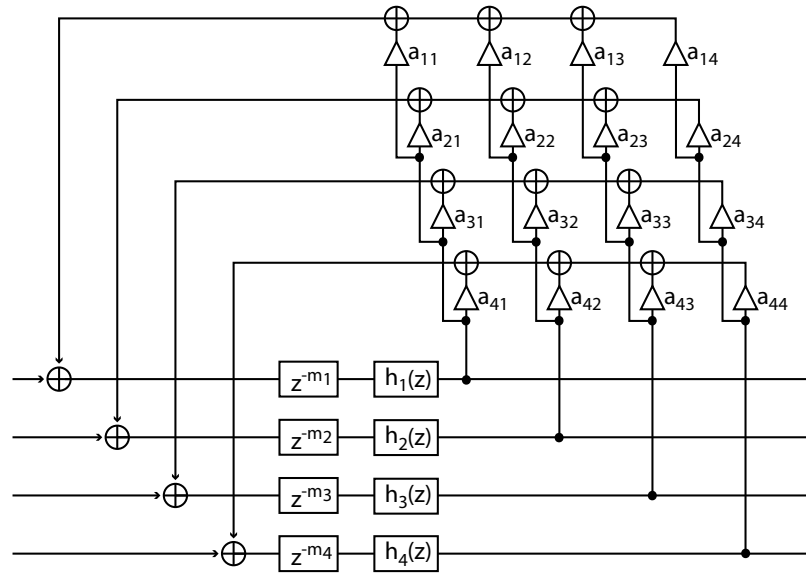 a11 a12 a13 a14
a21 a22 a23 a24
a31 a32 a33 a34
a41 a42 a43 a44
z-m1 h1(z)
z-m2 h2(z)
z-m3 h3(z)
z-m4 h4(z)